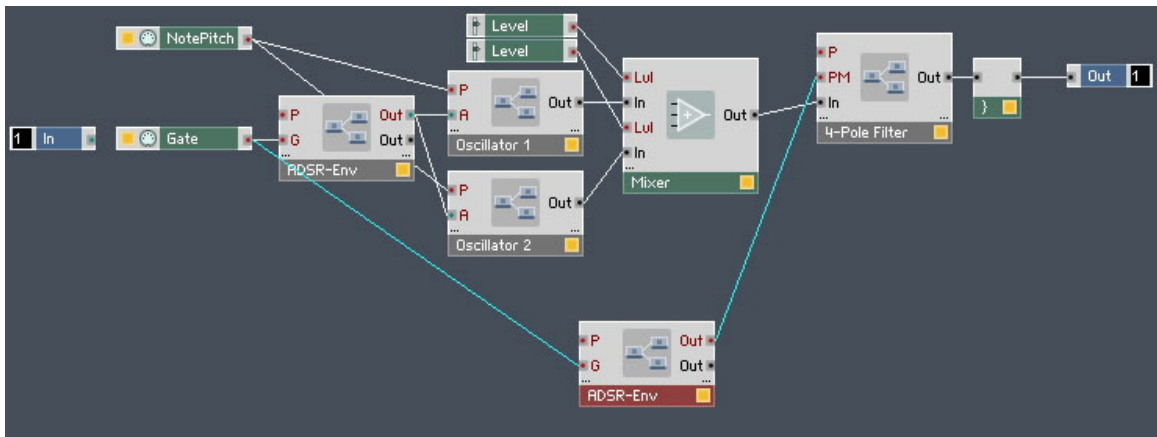 NotePitch
1 In
Gate
P
G
Out
Out
...
...
ADSR-Env
Level
Level
P
A
Out
...
...
Oscillator 1
P
A
Out
...
...
Oscillator 2
Lvl
In
Lvl
In
Out
...
Mixer
P
PM
In
Out
...
...
4-Pole Filter
}
Out 1
P
G
Out
Out
...
...
ADSR-Env